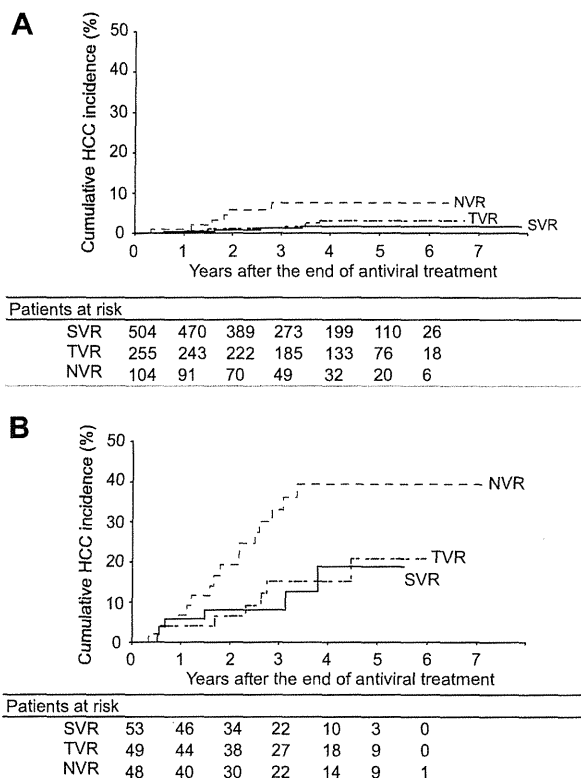 A
Cumulative HCC incidence (%)
50
40
30
20
10
0
NVR
TVR
SVR
0 1 2 3 4 5 6 7
Years after the end of antiviral treatment
Patients at risk
SVR 504 470 389 273 199 110 26
TVR 255 243 222 185 133 76 18
NVR 104 91 70 49 32 20 6
B
Cumulative HCC incidence (%)
50
40
30
20
10
0
NVR
TVR
SVR
0 1 2 3 4 5 6 7
Years after the end of antiviral treatment
Patients at risk
SVR 53 46 34 22 10 3 0
TVR 49 44 38 27 18 9 0
NVR 48 40 30 22 14 9 1